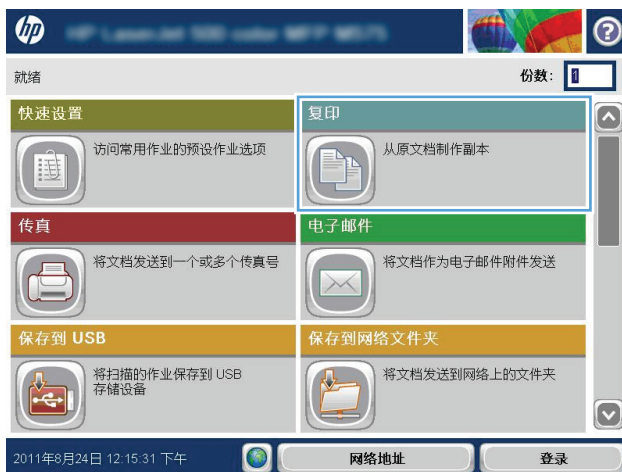 hp
就绪
份数: 1
快速设置
访问常用作业的预设作业选项
复印
从原文档制作副本
传真
将文档发送到一个或多个传真号
电子邮件
将文档作为电子邮件附件发送
保存到 USB
将扫描的作业保存到 USB
存储设备
保存到网络文件夹
将文档发送到网络上的文件夹
2011年8月24日 12:15:31 下午
网络地址
登录